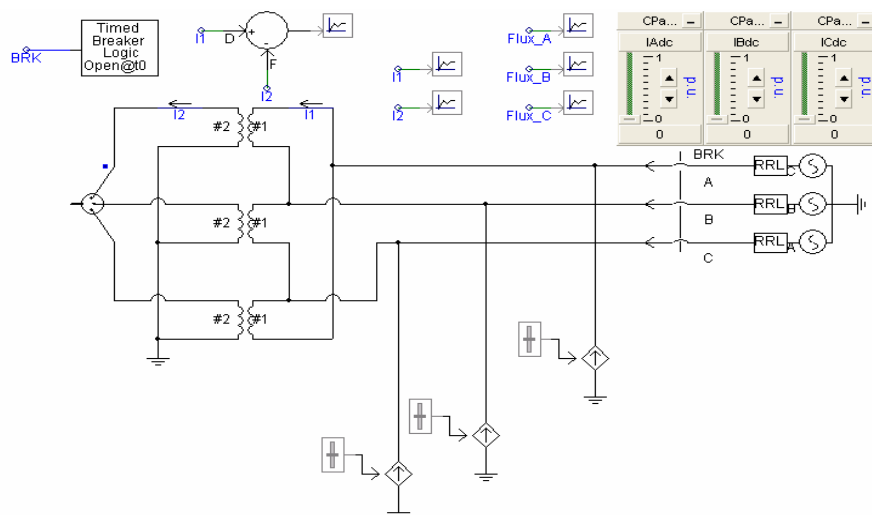 Timed
Breaker
Logic
Open@t0
BRK
I1
D
+
-
F
I2
I1
I2
Flux_A
Flux_B
Flux_C
CPa...
CPa...
CPa...
IAdc
IBdc
ICdc
1
0
p.u.
1
0
p.u.
1
0
p.u.
0
0
0
I2
#2
#1
I1
#2
#1
#2
#1
BRK
A
B
C
RRL
C
RRL
B
RRL
A